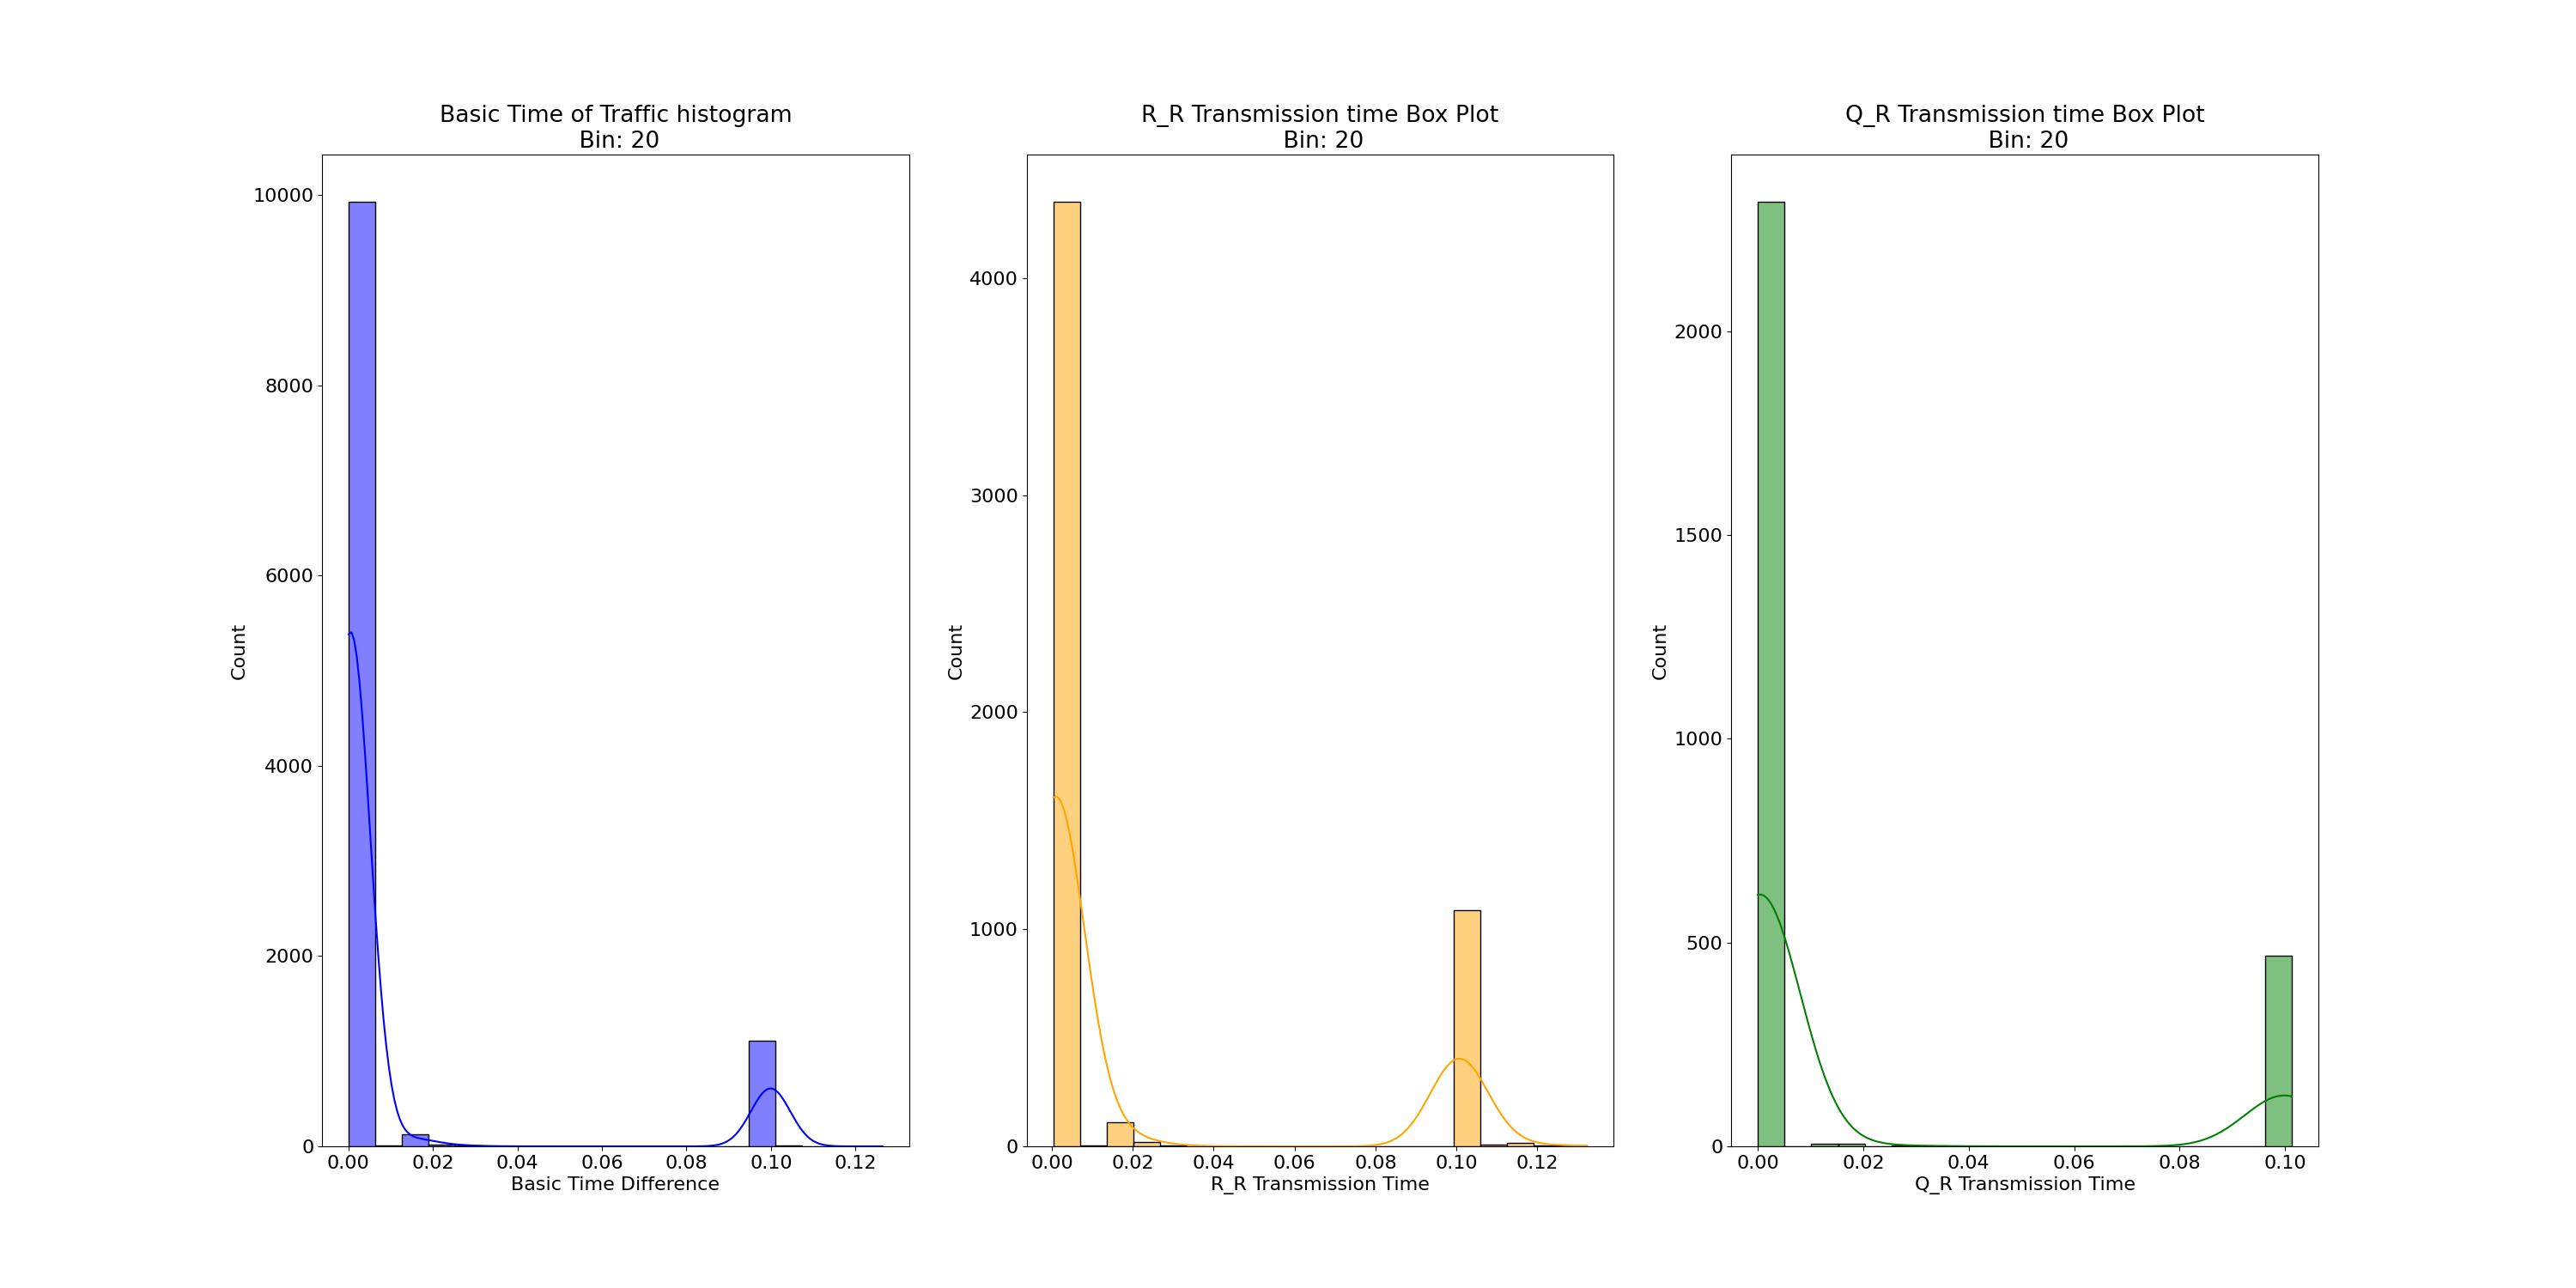 Basic Time of Traffic histogram
Bin: 20
10000
8000
6000
4000
2000
0
Count
0.00 0.02 0.04 0.06 0.08 0.10 0.12
Basic Time Difference
R_R Transmission time Box Plot
Bin: 20
4000
3000
2000
1000
0
Count
0.00 0.02 0.04 0.06 0.08 0.10 0.12
R_R Transmission Time
Q_R Transmission time Box Plot
Bin: 20
2000
1500
1000
500
0
Count
0.00 0.02 0.04 0.06 0.08 0.10
Q_R Transmission Time